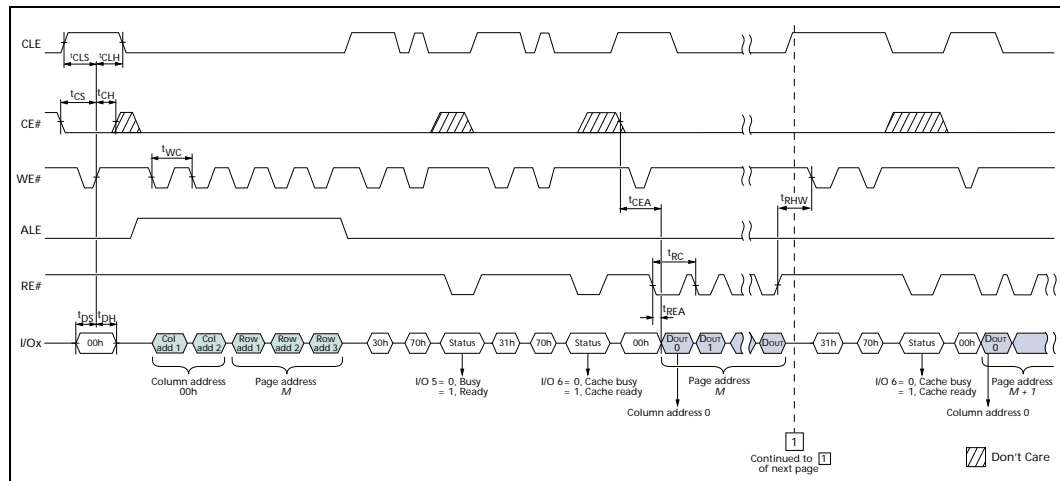 CLE
tCLS tCLH
tCS tCH
CE#
tWC
WE#
tCEA
tRHW
ALE
tRC
RE#
tREA
tDS tDH
I/Ox
00h
Col add 1
Col add 2
Row add 1
Row add 2
Row add 3
30h
70h
Status
31h
70h
Status
00h
DOUT 0
DOUT 1
DOUT
31h
70h
Status
00h
DOUT 0
Column address
00h
Page address
M
I/O 5 = 0, Busy
= 1, Ready
I/O 6 = 0, Cache busy
= 1, Cache ready
Page address
M
Column address 0
I/O 6 = 0, Cache busy
= 1, Cache ready
Page address
M + 1
Column address 0
1
Continued to 1
of next page
Don't Care